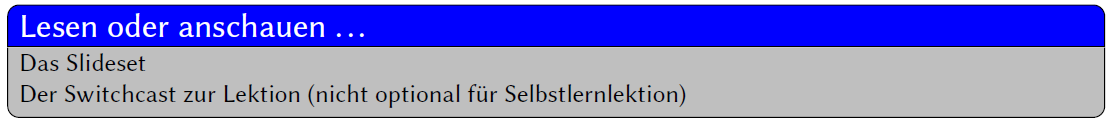 Lesen oder anschauen …
Das Slideset
Der Switchcast zur Lektion (nicht optional für Selbstlernlektion)